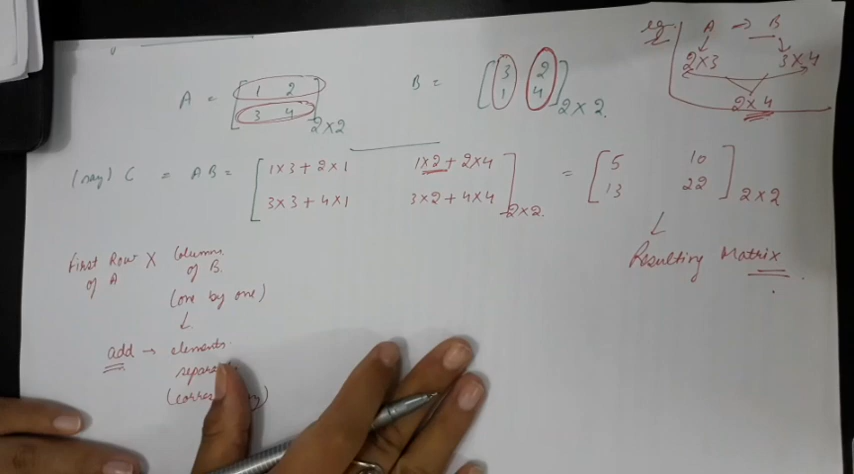 eg. A → B
2×3 3×4
2×4
A = [1 2
3 4] 2×2
B = [3 2
1 4] 2×2.
(say) C = AB = [1×3+2×1 1×2+2×4
3×3+4×1 3×2+4×4] 2×2. = [5 10
13 22] 2×2
Resulting Matrix
First Row × Columns
of A of B.
(one by one)
add → elements